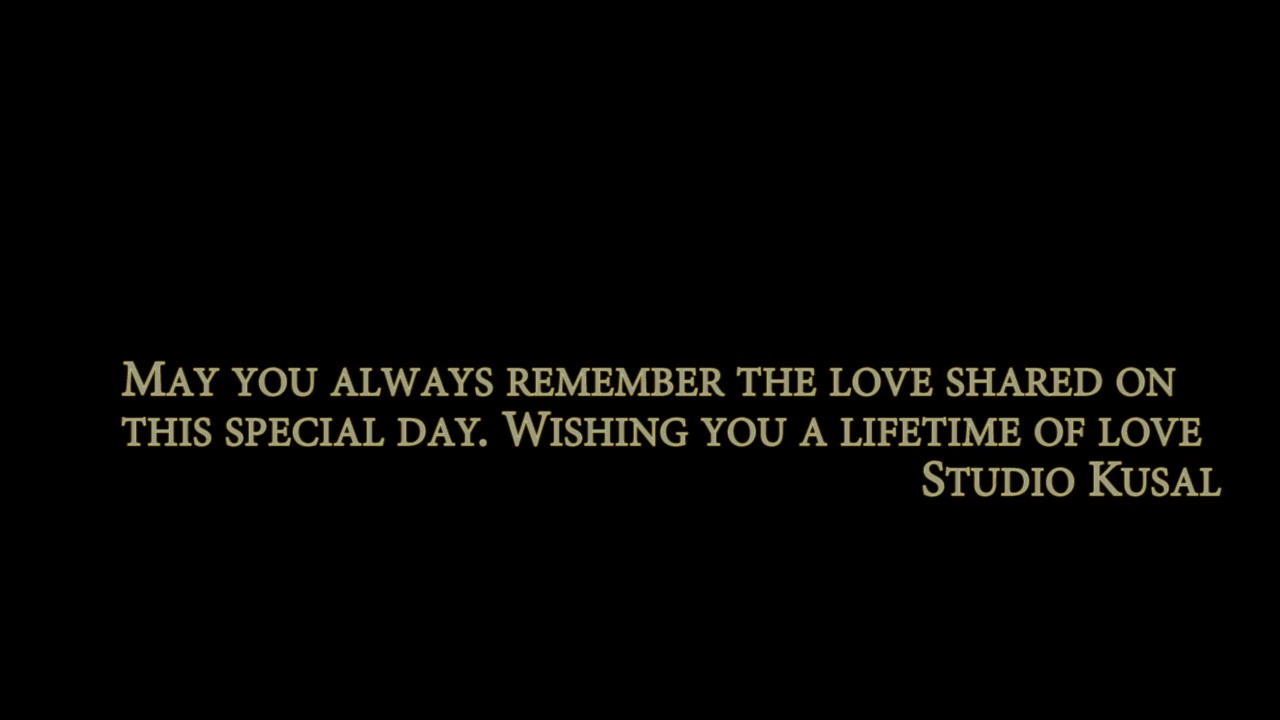 May you always remember the love shared on
this special day. Wishing you a lifetime of love
Studio Kusal